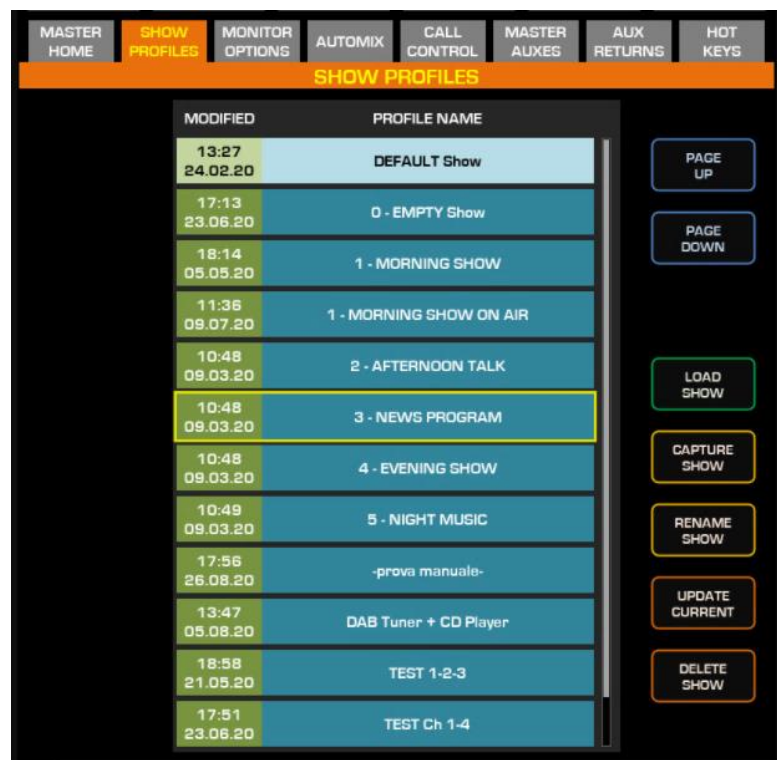 MASTER HOME
SHOW PROFILES
MONITOR OPTIONS
AUTOMIX
CALL CONTROL
MASTER AUXES
AUX RETURNS
HOT KEYS
SHOW PROFILES
MODIFIED PROFILE NAME
13:27
24.02.20
DEFAULT Show
17:13
23.06.20
0 - EMPTY Show
18:14
05.05.20
1 - MORNING SHOW
11:36
09.07.20
1 - MORNING SHOW ON AIR
10:48
09.03.20
2 - AFTERNOON TALK
10:48
09.03.20
3 - NEWS PROGRAM
10:48
09.03.20
4 - EVENING SHOW
10:49
09.03.20
5 - NIGHT MUSIC
17:56
26.08.20
-prova manuale-
13:47
05.08.20
DAB Tuner + CD Player
18:58
21.05.20
TEST 1-2-3
17:51
23.06.20
TEST Ch 1-4
PAGE
UP
PAGE
DOWN
LOAD
SHOW
CAPTURE
SHOW
RENAME
SHOW
UPDATE
CURRENT
DELETE
SHOW